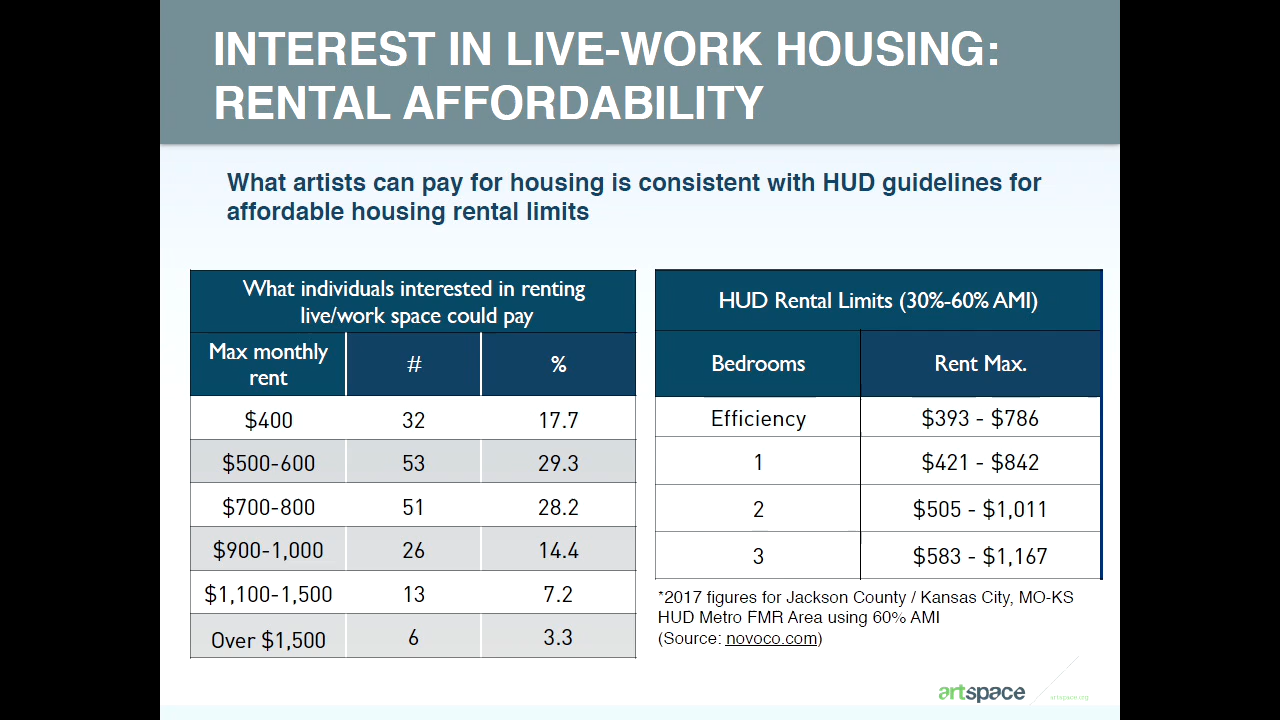 INTEREST IN LIVE-WORK HOUSING:
RENTAL AFFORDABILITY
What artists can pay for housing is consistent with HUD guidelines for
affordable housing rental limits
What individuals interested in renting
live/work space could pay
Max monthly
rent
#
%
$400 32 17.7
$500-600 53 29.3
$700-800 51 28.2
$900-1,000 26 14.4
$1,100-1,500 13 7.2
Over $1,500 6 3.3
HUD Rental Limits (30%-60% AMI)
Bedrooms Rent Max.
Efficiency $393 - $786
1 $421 - $842
2 $505 - $1,011
3 $583 - $1,167
*2017 figures for Jackson County / Kansas City, MO-KS
HUD Metro FMR Area using 60% AMI
(Source: novoco.com)
artspace
artspace.org